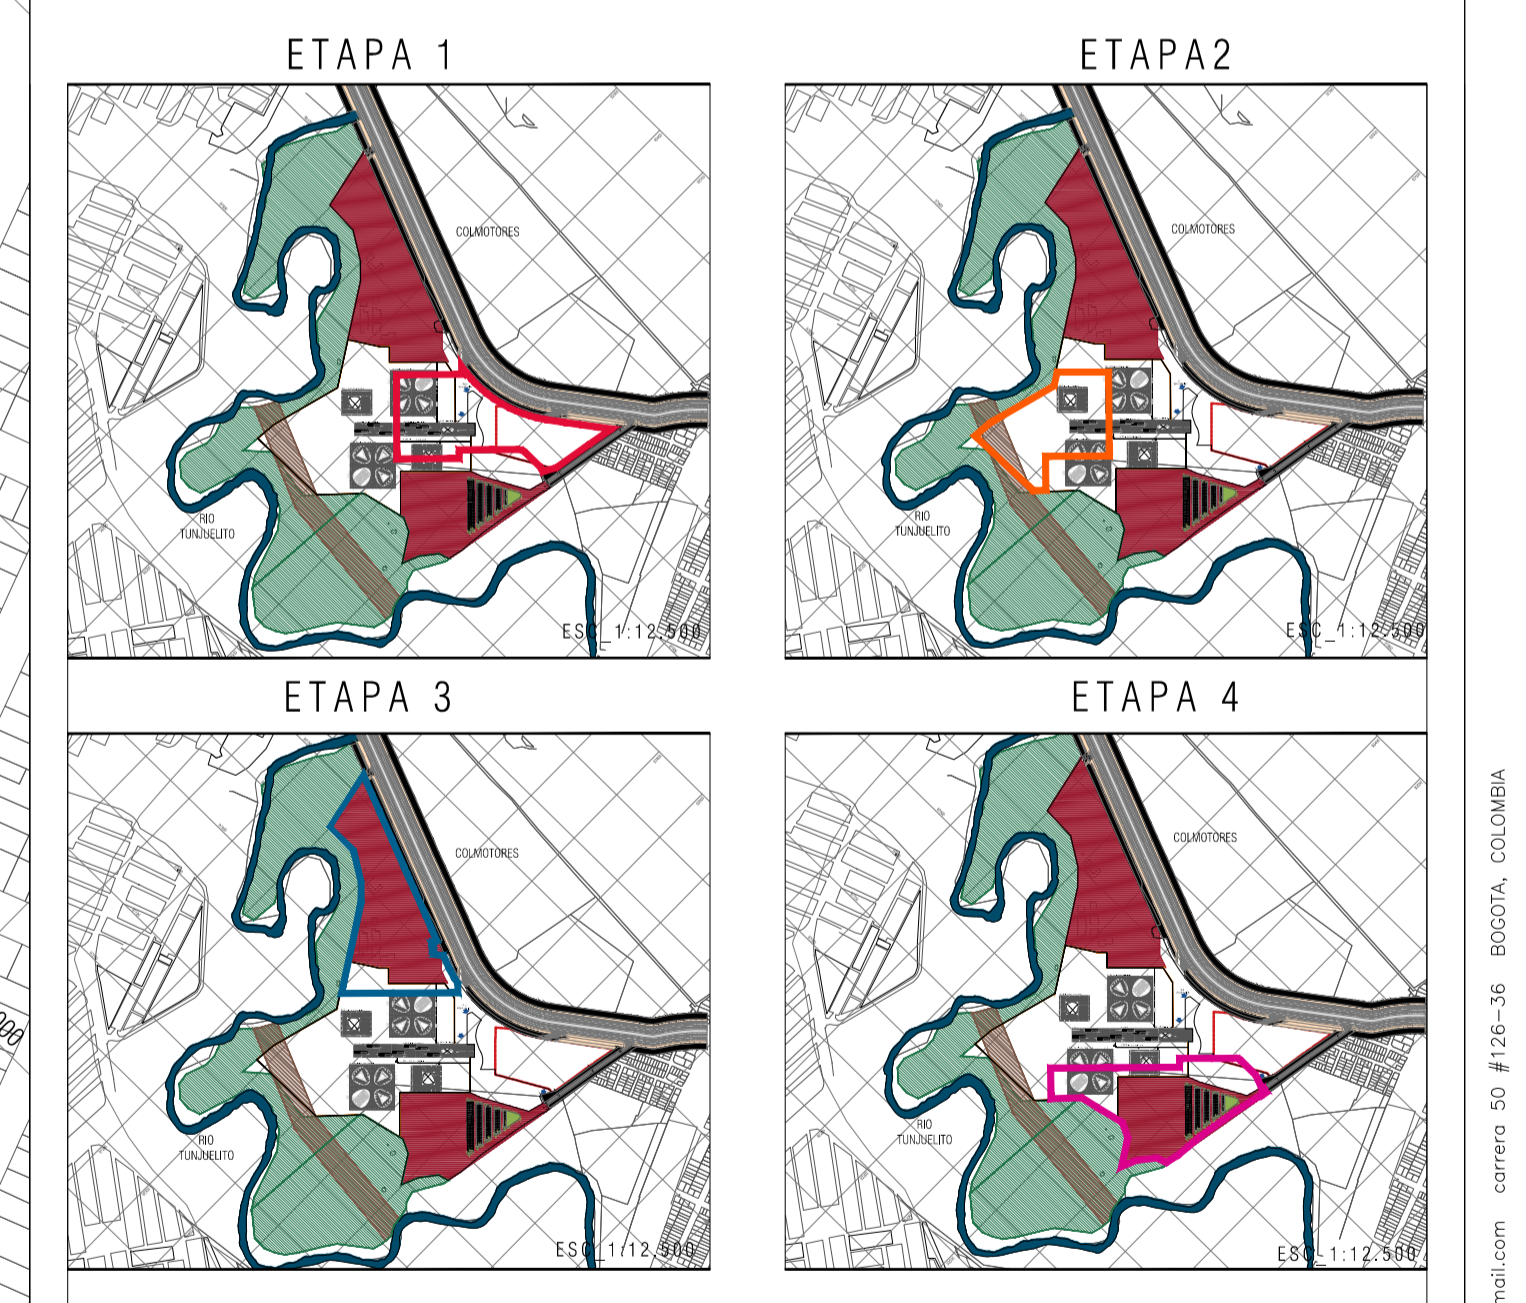 ETAPA 1
COLMOTORES
RIO
TUNJUELITO
ESC_1:12.500
ETAPA2
COLMOTORES
RIO
TUNJUELITO
ESC_1:12.500
ETAPA 3
COLMOTORES
RIO
TUNJUELITO
ESC_1:12.500
ETAPA 4
COLMOTORES
RIO
TUNJUELITO
ESC_1:12.500
mail.com carrera 50 #126-36 BOGOTA, COLOMBIA